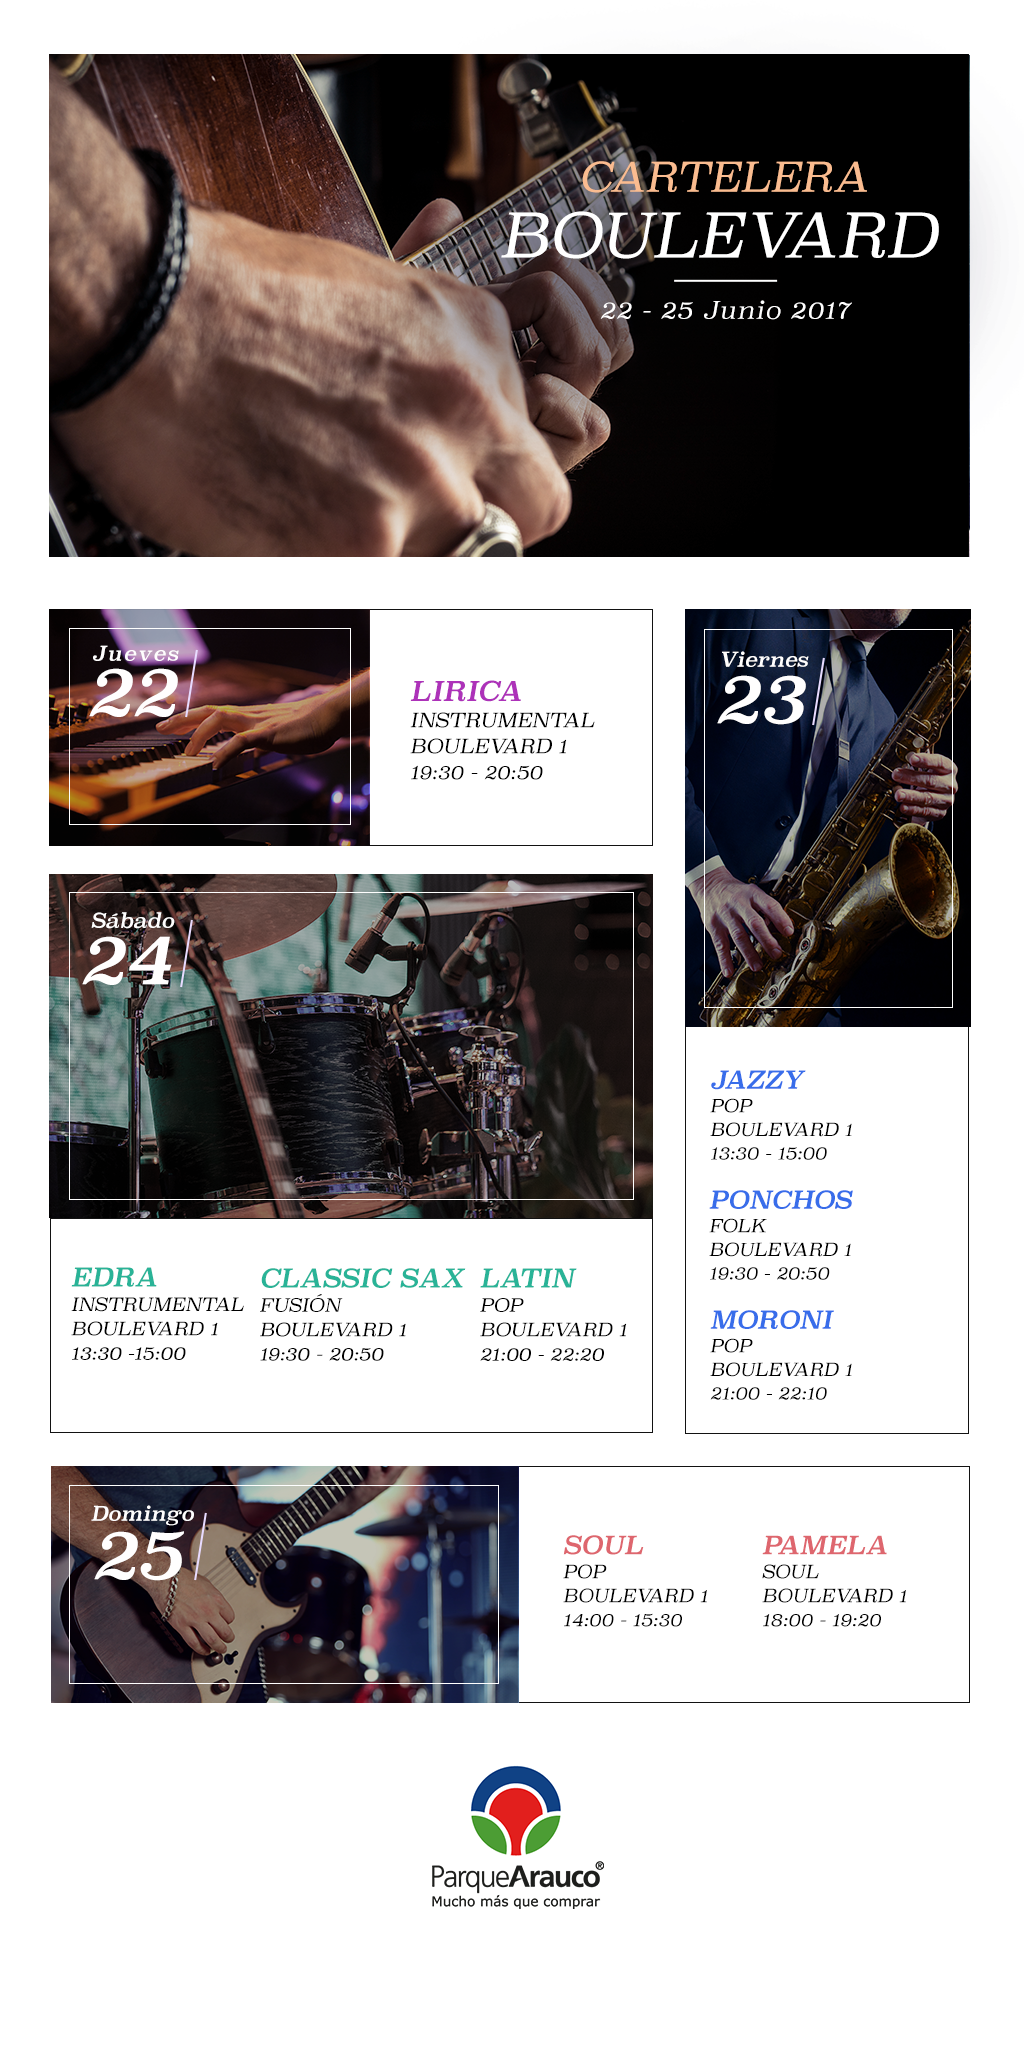 CARTELERA
BOULEVARD
22 - 25 Junio 2017
Jueves
22
LIRICA
INSTRUMENTAL
BOULEVARD 1
19:30 - 20:50
Viernes
23
JAZZY
POP
BOULEVARD 1
13:30 - 15:00
PONCHOS
FOLK
BOULEVARD 1
19:30 - 20:50
MORONI
POP
BOULEVARD 1
21:00 - 22:10
Sábado
24
EDRA
INSTRUMENTAL
BOULEVARD 1
13:30 -15:00
CLASSIC SAX
FUSIÓN
BOULEVARD 1
19:30 - 20:50
LATIN
POP
BOULEVARD 1
21:00 - 22:20
Domingo
25
SOUL
POP
BOULEVARD 1
14:00 - 15:30
PAMELA
SOUL
BOULEVARD 1
18:00 - 19:20
ParqueArauco®
Mucho más que comprar